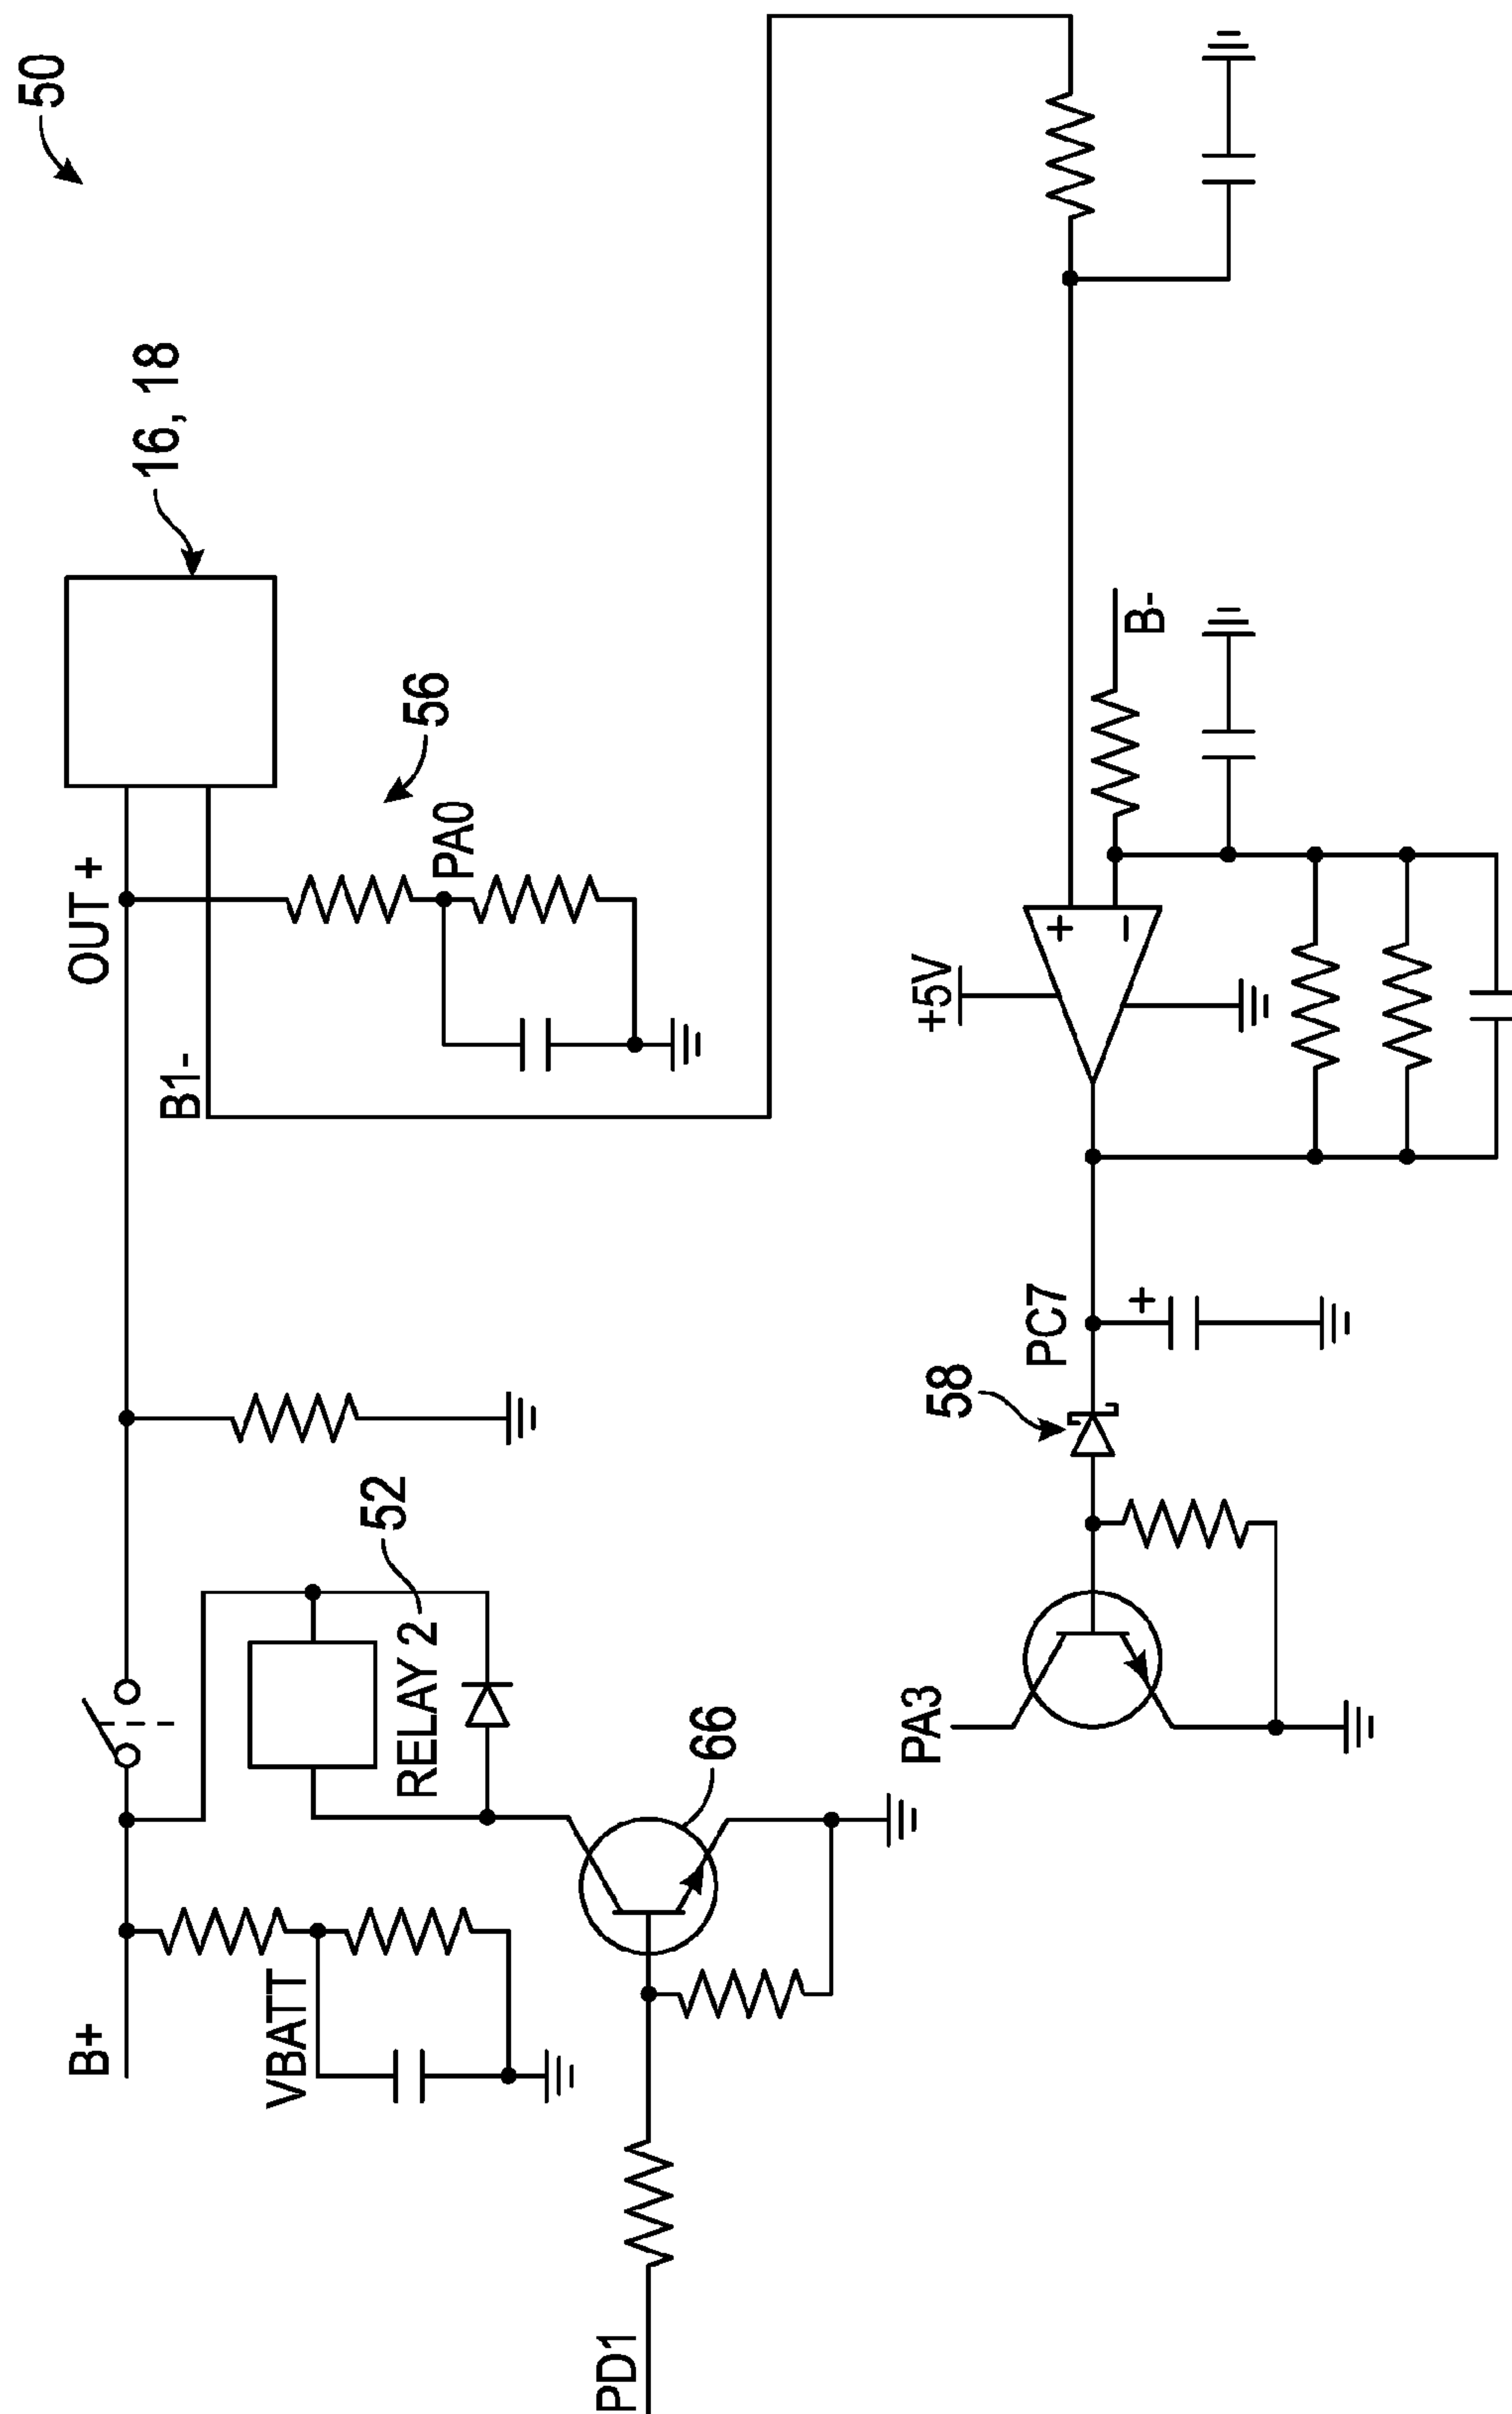 50
16, 18
OUT +
B1-
56
PA0
B+
VBATT
RELAY 2
52
66
PD1
+5V
+
-
B-
58
PC7
+
PA3